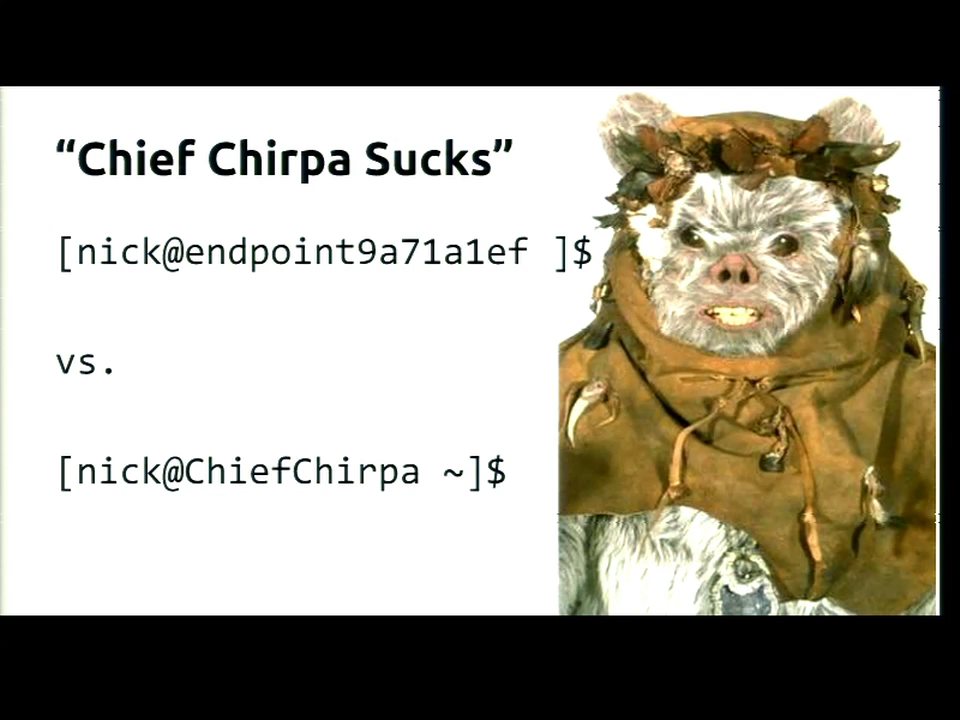 “Chief Chirpa Sucks”
[nick@endpoint9a71a1ef ]$
vs.
[nick@ChiefChirpa ~]$